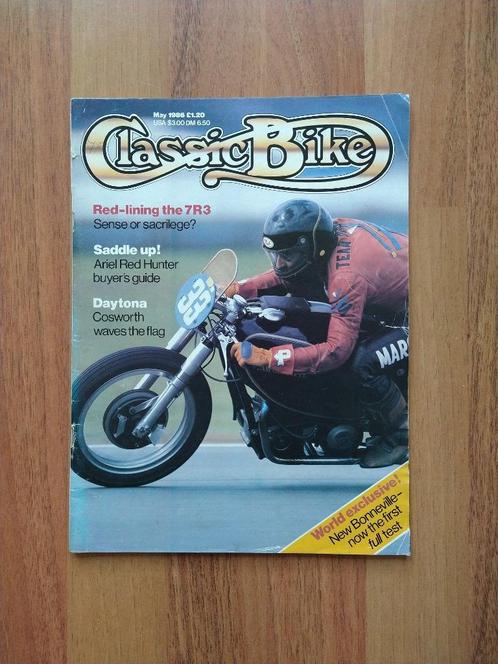 May 1986 £1.20
USA $3.00 DM 6.50
Classic Bike
Red-lining the 7R3
Sense or sacrilege?
Saddle up!
Ariel Red Hunter
buyer's guide
Daytona
Cosworth
waves the flag
TEAM
MAR
World exclusive!
New Bonneville–
now the first
full test